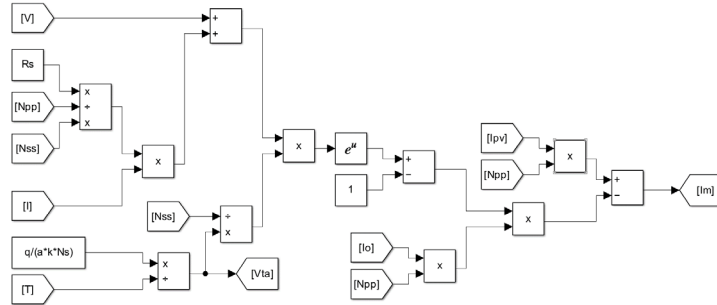 [V]
+
+
Rs
[Npp]
[Nss]
x
÷
x
x
[I]
[Nss]
÷
x
x
e^u
1
+
−
q/(a*k*Ns)
[T]
x
÷
[Vta]
[Io]
[Npp]
x
x
[Ipv]
[Npp]
x
+
−
[Im]